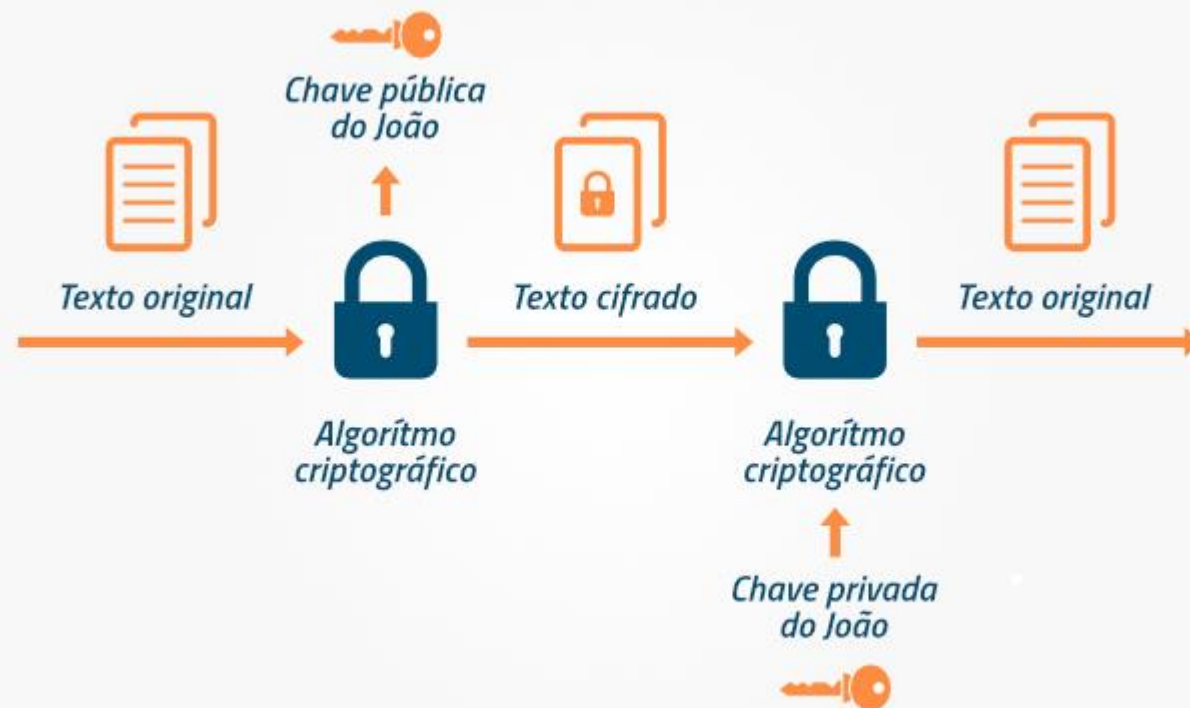 Chave pública
do João
Texto original
Texto cifrado
Texto original
Algorítmo
criptográfico
Algorítmo
criptográfico
Chave privada
do João